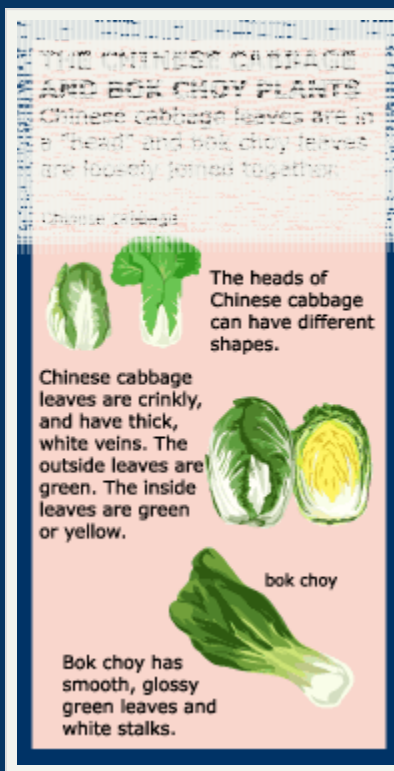 THE CHINESE CABBAGE
AND BOK CHOY PLANTS
Chinese cabbage leaves are in
a "head" and bok choy leaves
are loosely joined together.
Chinese cabbage
The heads of
Chinese cabbage
can have different
shapes.
Chinese cabbage
leaves are crinkly,
and have thick,
white veins. The
outside leaves are
green. The inside
leaves are green
or yellow.
bok choy
Bok choy has
smooth, glossy
green leaves and
white stalks.